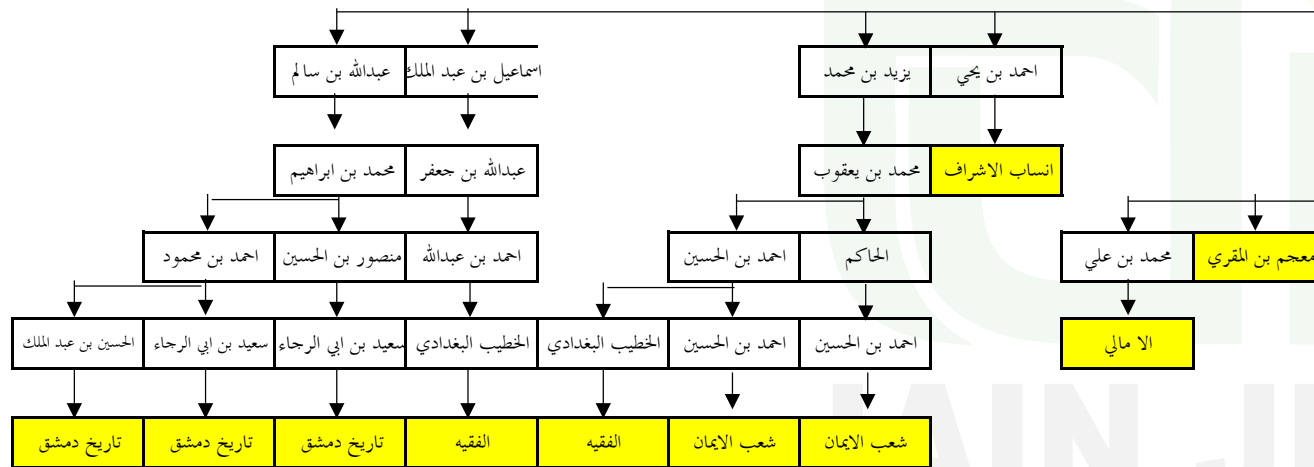 احمد بن يحي
يزيد بن محمد
اسماعيل بن عبد الملك
عبدالله بن سالم
انساب الاشراف
محمد بن يعقوب
عبدالله بن جعفر
محمد بن ابراهيم
معجم بن المقري
محمد بن علي
الحاكم
احمد بن الحسين
احمد بن عبدالله
منصور بن الحسين
احمد بن محمود
الا مالي
احمد بن الحسين
احمد بن الحسين
الخطيب البغدادي
الخطيب البغدادي
سعيد بن ابي الرجاء
سعيد بن ابي الرجاء
الحسين بن عبد الملك
شعب الايمان
شعب الايمان
الفقيه
الفقيه
تاريخ دمشق
تاريخ دمشق
تاريخ دمشق